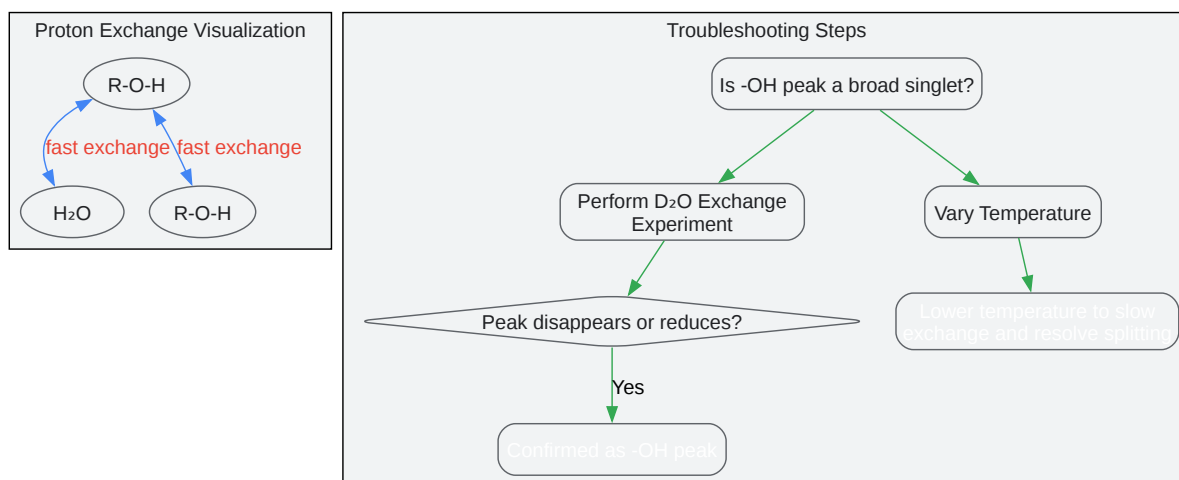 Proton Exchange Visualization
R-O-H
fast exchange
fast exchange
H₂O
R-O-H
Troubleshooting Steps
Is -OH peak a broad singlet?
Perform D₂O Exchange
Experiment
Vary Temperature
Peak disappears or reduces?
Lower temperature to slow
exchange and resolve splitting
Yes
Confirmed as -OH peak